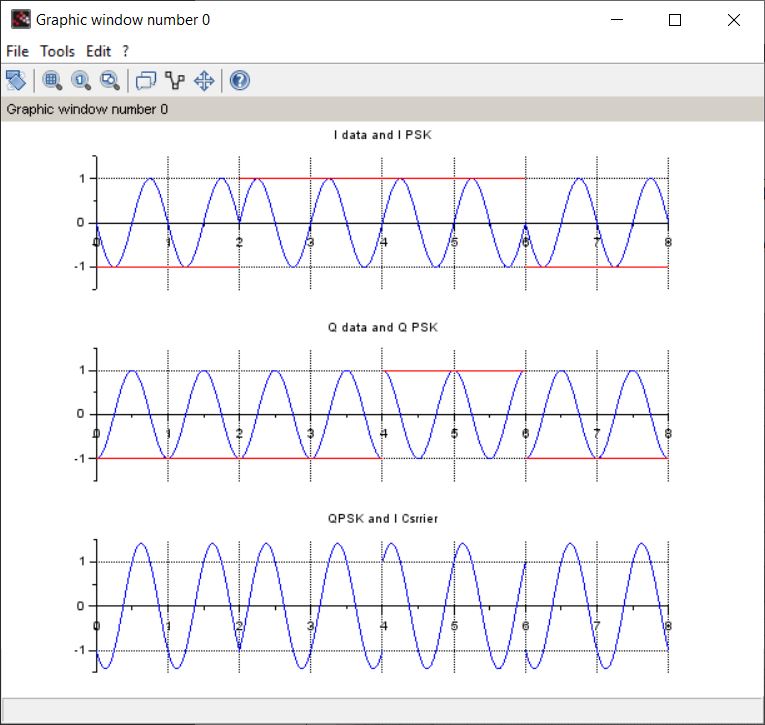 Graphic window number 0
File Tools Edit ?
Graphic window number 0
I data and I PSK
1
0
-1
0 1 2 3 4 5 6 7 8
Q data and Q PSK
1
0
-1
0 1 2 3 4 5 6 7 8
QPSK and I Csrrier
1
0
-1
0 1 2 3 4 5 6 7 8